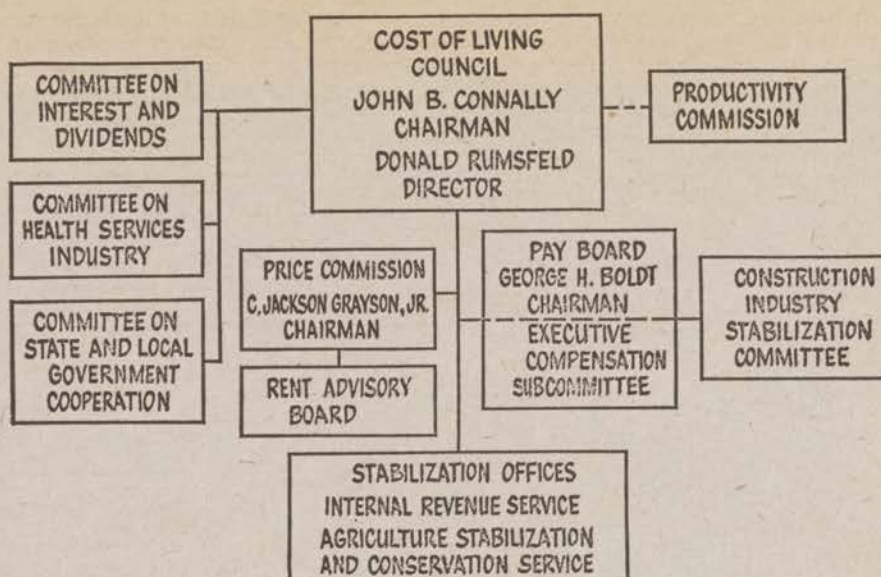 COST OF LIVING
COUNCIL
JOHN B. CONNALLY
CHAIRMAN
DONALD RUMSFELD
DIRECTOR
COMMITTEE ON
INTEREST AND
DIVIDENDS
PRODUCTIVITY
COMMISSION
COMMITTEE ON
HEALTH SERVICES
INDUSTRY
PRICE COMMISSION
C. JACKSON GRAYSON, JR.
CHAIRMAN
PAY BOARD
GEORGE H. BOLDT
CHAIRMAN
EXECUTIVE
COMPENSATION
SUBCOMMITTEE
CONSTRUCTION
INDUSTRY
STABILIZATION
COMMITTEE
COMMITTEE ON
STATE AND LOCAL
GOVERNMENT
COOPERATION
RENT ADVISORY
BOARD
STABILIZATION OFFICES
INTERNAL REVENUE SERVICE
AGRICULTURE STABILIZATION
AND CONSERVATION SERVICE